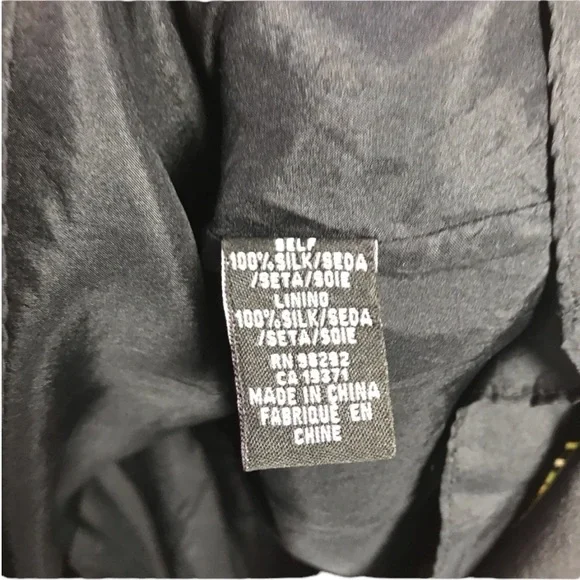 SELF
100% SILK/SEDA
/SETA/SOIE
LINING
100% SILK/SEDA
/SETA/SOIE
RN 98292
CA 19371
MADE IN CHINA
FABRIQUE EN
CHINE